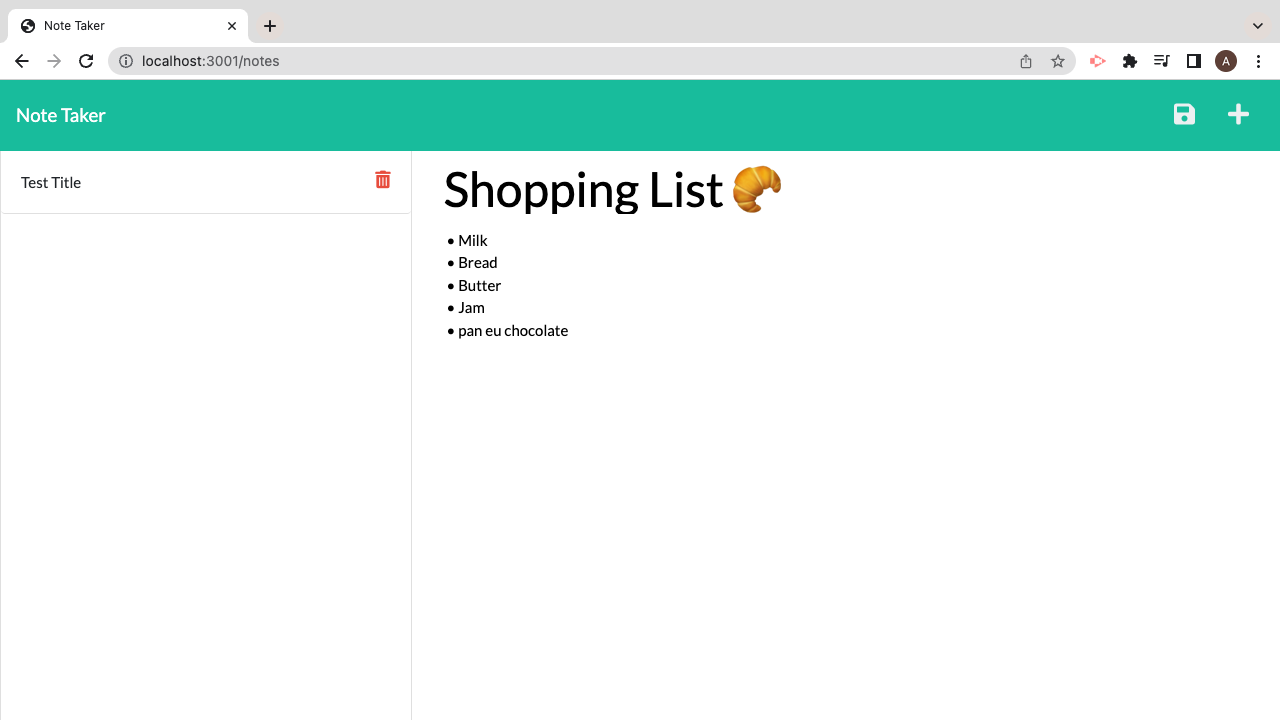 Note Taker
localhost:3001/notes
A
Note Taker
Test Title
Shopping List 🥐
• Milk
• Bread
• Butter
• Jam
• pan eu chocolate